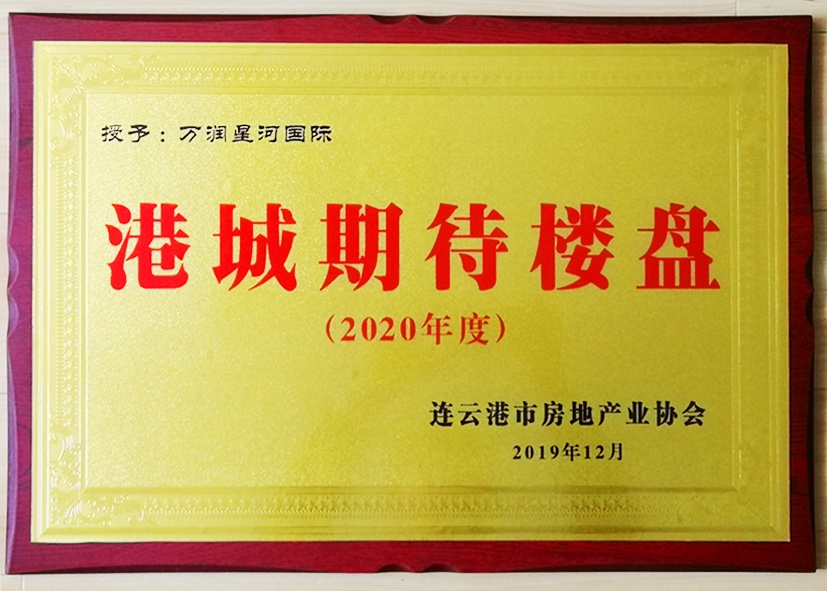 授予：万润星河国际
港城期待楼盘
（2020年度）
连云港市房地产业协会
2019年12月